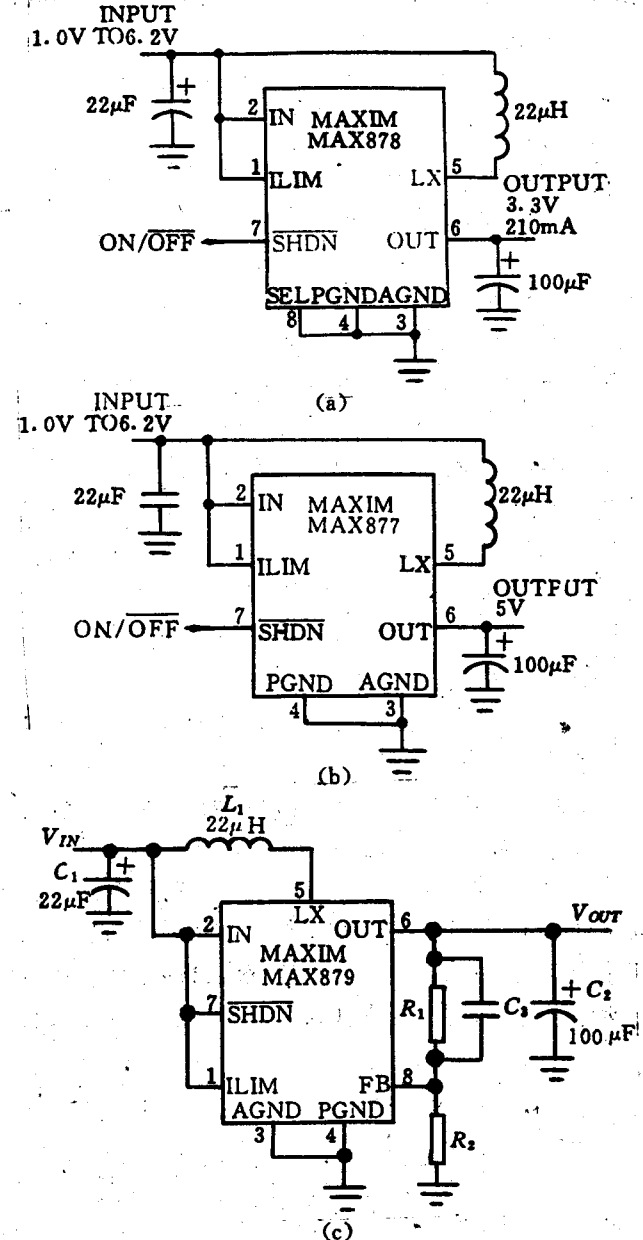 INPUT
1.0V TO6.2V
22μF
+
2
IN
MAXIM
MAX878
22μH
1
ILIM
LX
5
OUTPUT
3.3V
210mA
7
ON/OFF
SHDN
OUT
6
+
100μF
SEL PGND AGND
8
4
3
(a)
INPUT
1.0V TO6.2V
22μF
2
IN
MAXIM
MAX877
22μH
1
ILIM
LX
5
OUTPUT
5V
7
ON/OFF
SHDN
OUT
6
+
100μF
PGND
AGND
4
3
(b)
L₁
22μH
V_IN
C₁
+
22μF
5
LX
2
IN
OUT
6
V_OUT
MAXIM
MAX879
7
SHDN
R₁
C₃
+
C₂
100μF
1
ILIM
FB
8
AGND
PGND
3
4
R₂
(c)